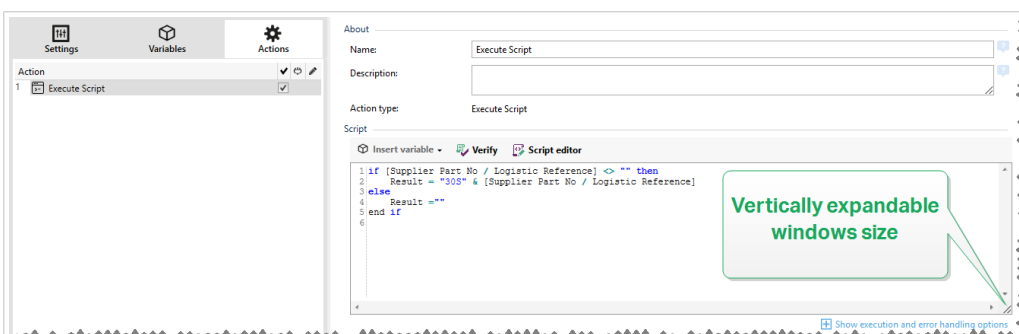 Settings
Variables
Actions
Action
1 Execute Script
About
Name: Execute Script
Description:
Action type: Execute Script
Script
Insert variable
Verify
Script editor
1 if [Supplier Part No / Logistic Reference] <> "" then
2 Result = "30S" & [Supplier Part No / Logistic Reference]
3 else
4 Result =""
5 end if
6
Vertically expandable
windows size
Show execution and error handling options